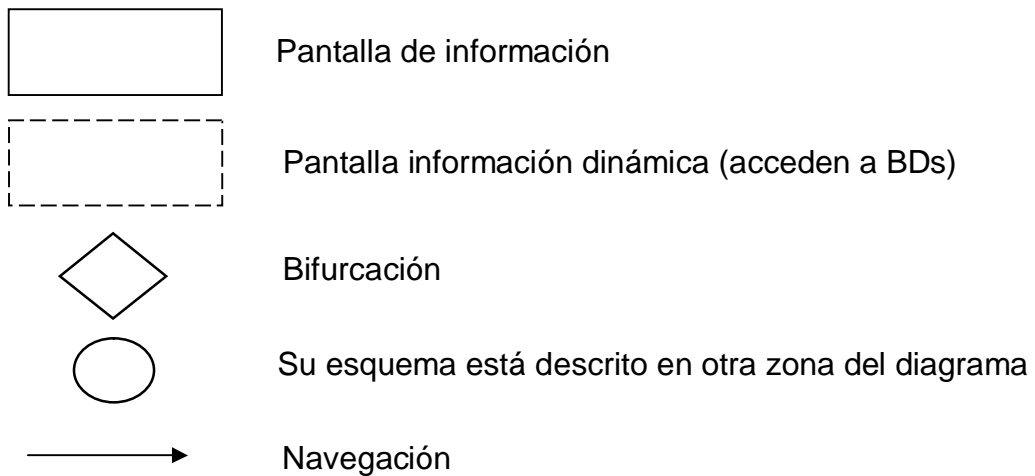 Pantalla de información
Pantalla información dinámica (acceden a BDs)
Bifurcación
Su esquema está descrito en otra zona del diagrama
Navegación